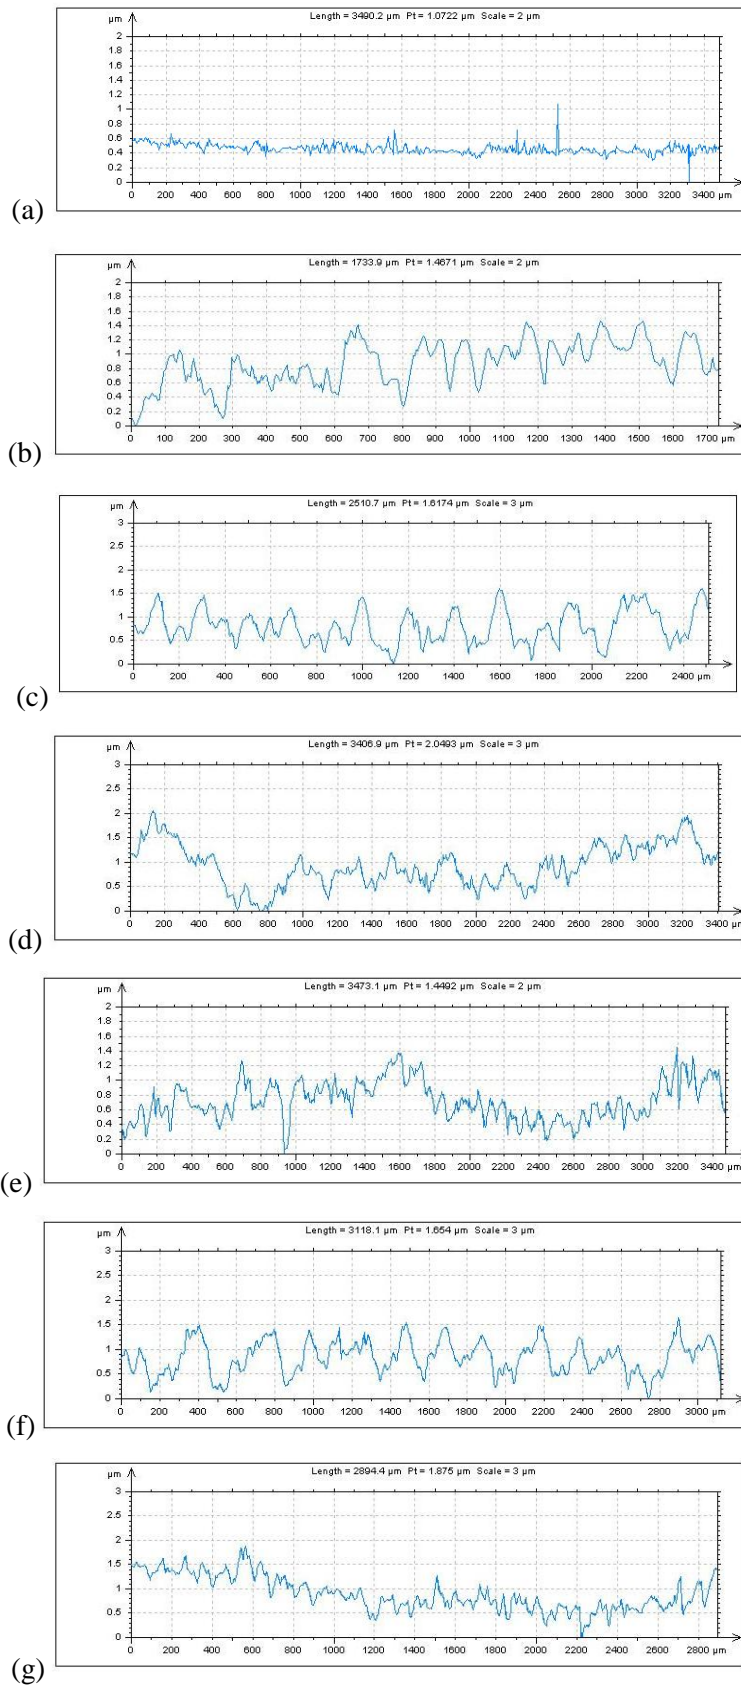 Length = 3490.2 µm Pt = 1.0722 µm Scale = 2 µm
µm
2
1.8
1.6
1.4
1.2
1
0.8
0.6
0.4
0.2
0
0 200 400 600 800 1000 1200 1400 1600 1800 2000 2200 2400 2600 2800 3000 3200 3400 µm
(a)
Length = 1733.9 µm Pt = 1.4671 µm Scale = 2 µm
µm
2
1.8
1.6
1.4
1.2
1
0.8
0.6
0.4
0.2
0
0 100 200 300 400 500 600 700 800 900 1000 1100 1200 1300 1400 1500 1600 1700 µm
(b)
Length = 2510.7 µm Pt = 1.6174 µm Scale = 3 µm
µm
3
2.5
2
1.5
1
0.5
0
0 200 400 600 800 1000 1200 1400 1600 1800 2000 2200 2400 µm
(c)
Length = 3406.9 µm Pt = 2.0493 µm Scale = 3 µm
µm
3
2.5
2
1.5
1
0.5
0
0 200 400 600 800 1000 1200 1400 1600 1800 2000 2200 2400 2600 2800 3000 3200 3400 µm
(d)
Length = 3473.1 µm Pt = 1.4492 µm Scale = 2 µm
µm
2
1.8
1.6
1.4
1.2
1
0.8
0.6
0.4
0.2
0
0 200 400 600 800 1000 1200 1400 1600 1800 2000 2200 2400 2600 2800 3000 3200 3400 µm
(e)
Length = 3118.1 µm Pt = 1.654 µm Scale = 3 µm
µm
3
2.5
2
1.5
1
0.5
0
0 200 400 600 800 1000 1200 1400 1600 1800 2000 2200 2400 2600 2800 3000 µm
(f)
Length = 2894.4 µm Pt = 1.875 µm Scale = 3 µm
µm
3
2.5
2
1.5
1
0.5
0
0 200 400 600 800 1000 1200 1400 1600 1800 2000 2200 2400 2600 2800 µm
(g)